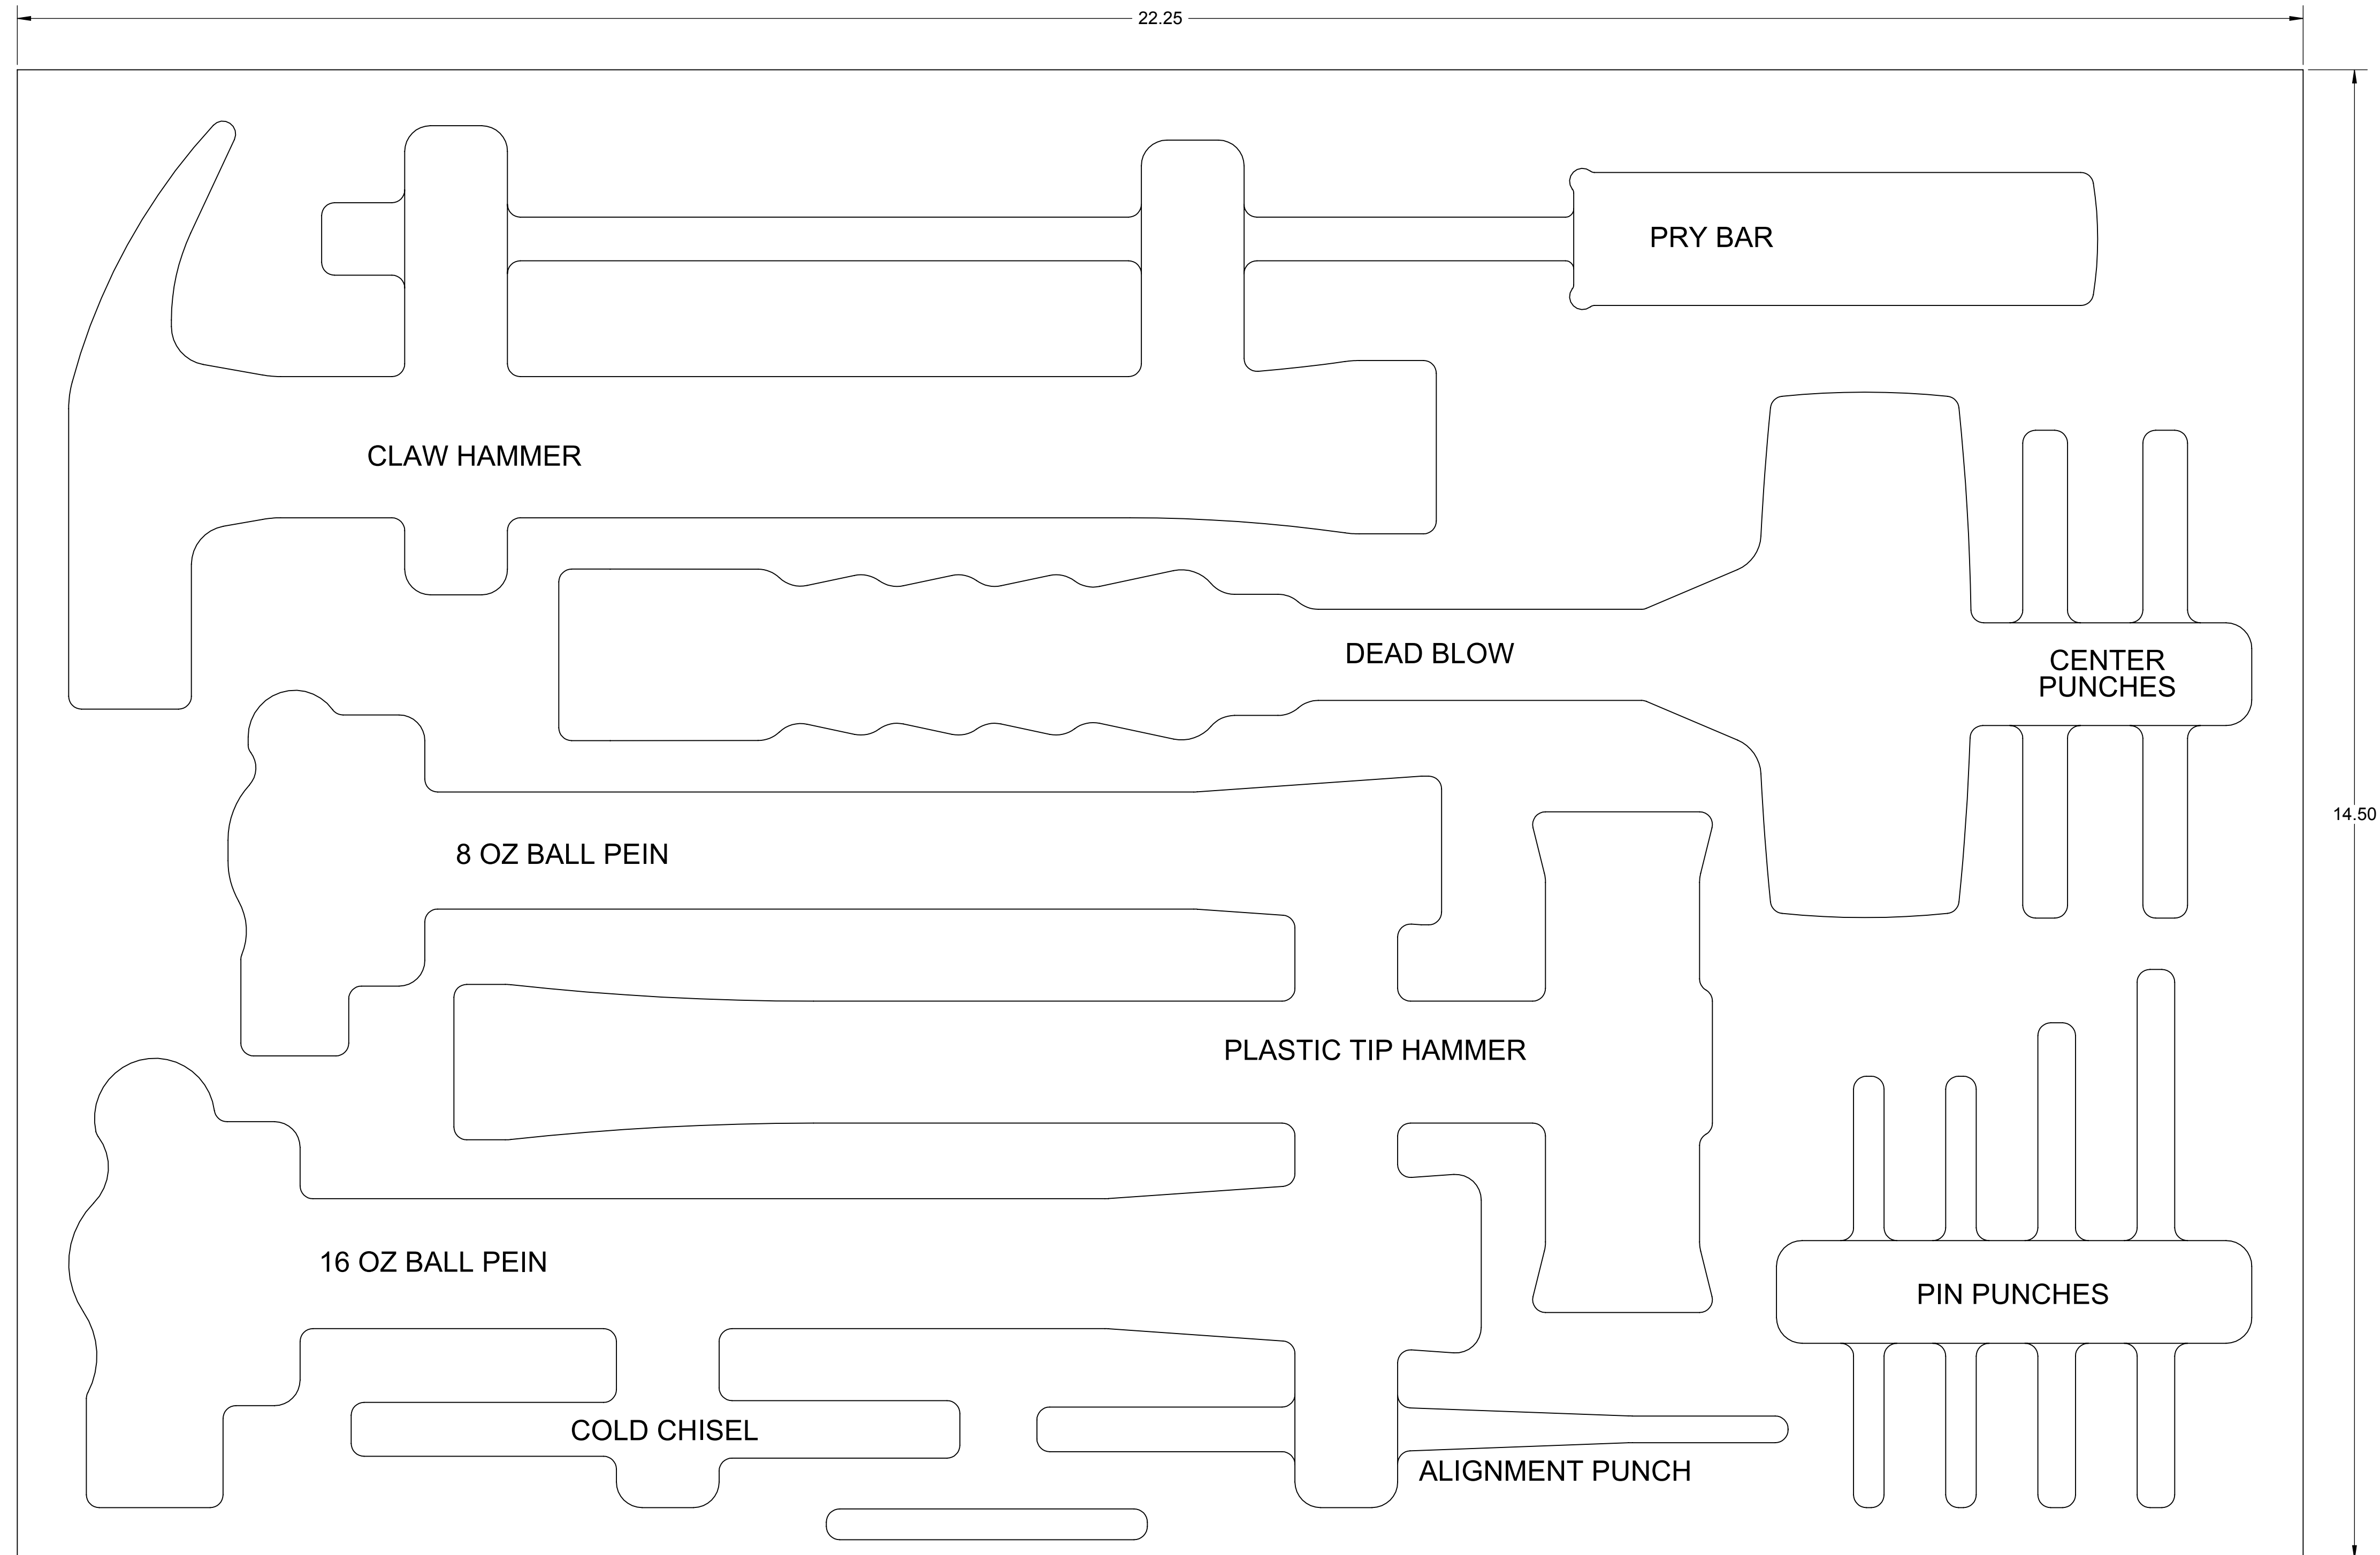 22.25
PRY BAR
CLAW HAMMER
DEAD BLOW
CENTER
PUNCHES
14.50
8 OZ BALL PEIN
PLASTIC TIP HAMMER
16 OZ BALL PEIN
PIN PUNCHES
COLD CHISEL
ALIGNMENT PUNCH